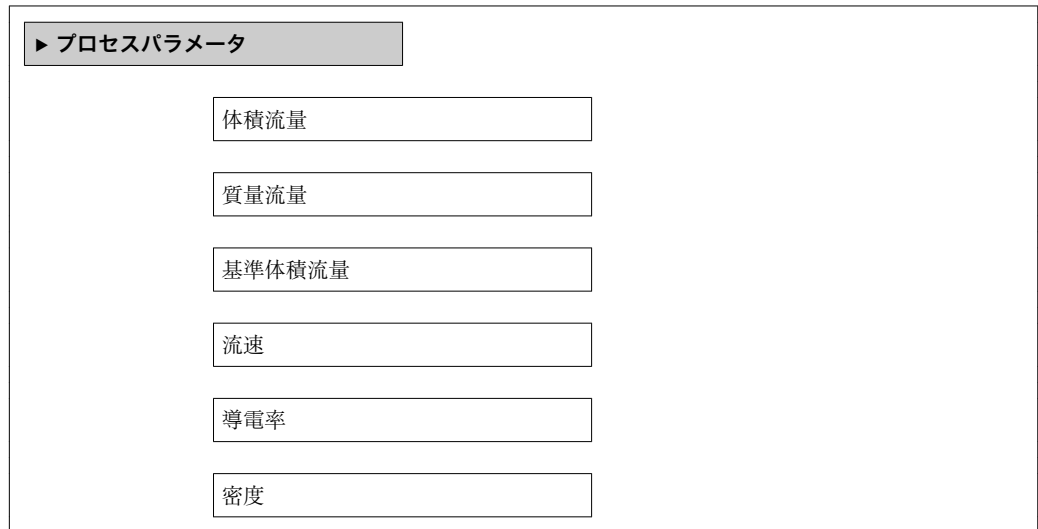 ▶ プロセスパラメータ
体積流量
質量流量
基準体積流量
流速
導電率
密度